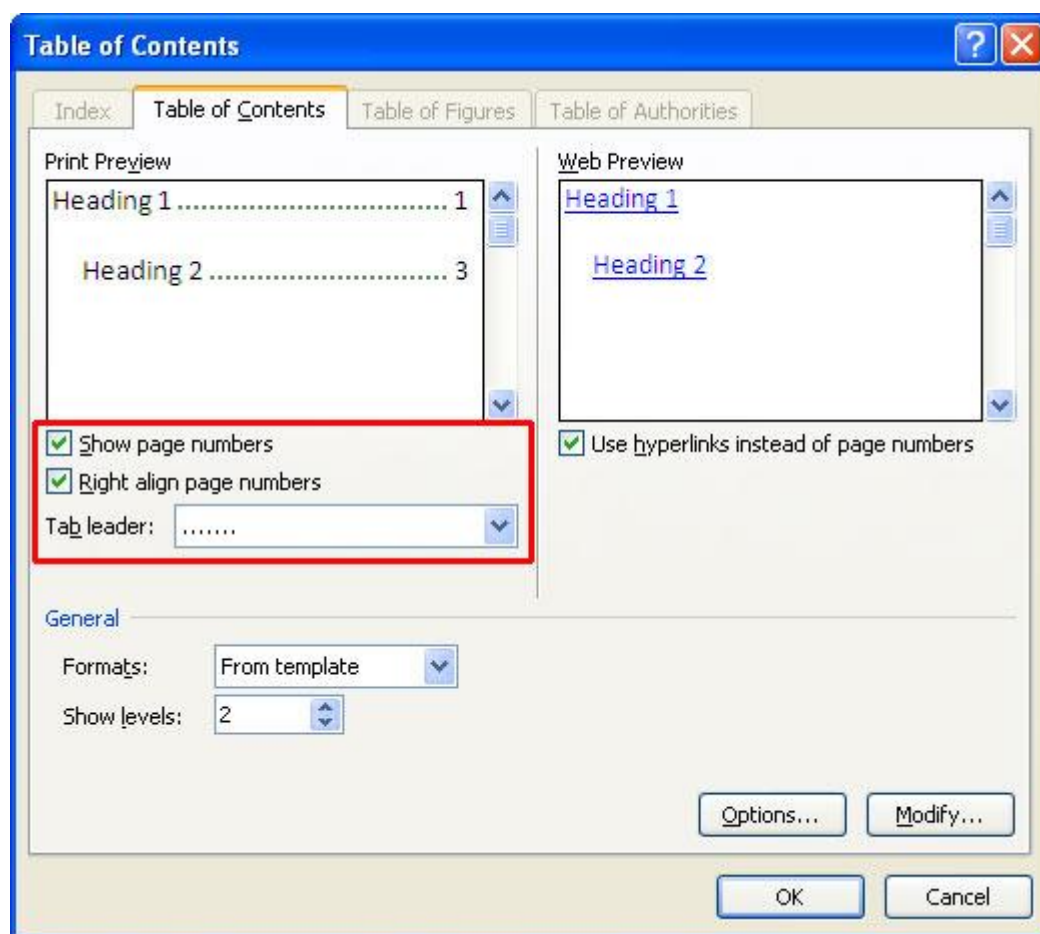 Table of Contents
Index Table of Contents Table of Figures Table of Authorities
Print Preview
Heading 1 ................................ 1
Heading 2 ............................ 3
Web Preview
Heading 1
Heading 2
Show page numbers
Right align page numbers
Tab leader: .......
Use hyperlinks instead of page numbers
General
Formats: From template
Show levels: 2
Options... Modify...
OK Cancel